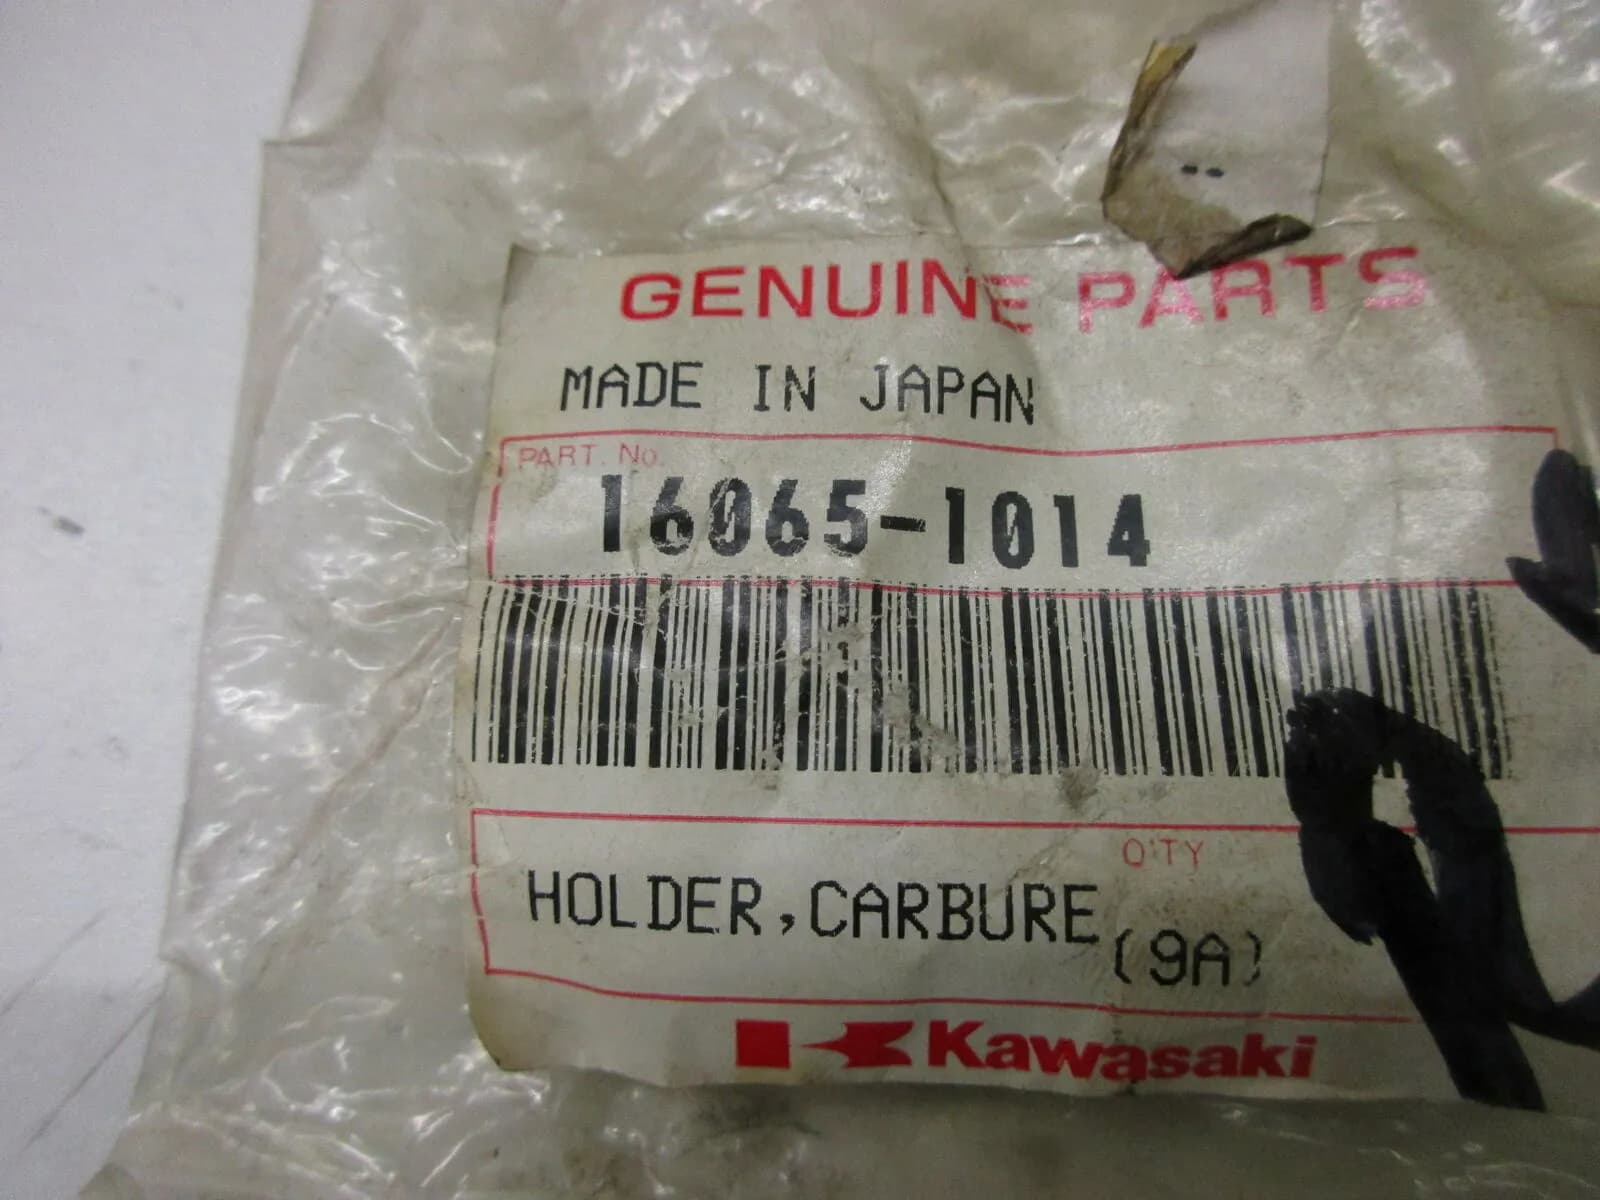 GENUINE PARTS
MADE IN JAPAN
PART. No.
16065-1014
Q'TY
HOLDER,CARBURE
(9A)
Kawasaki